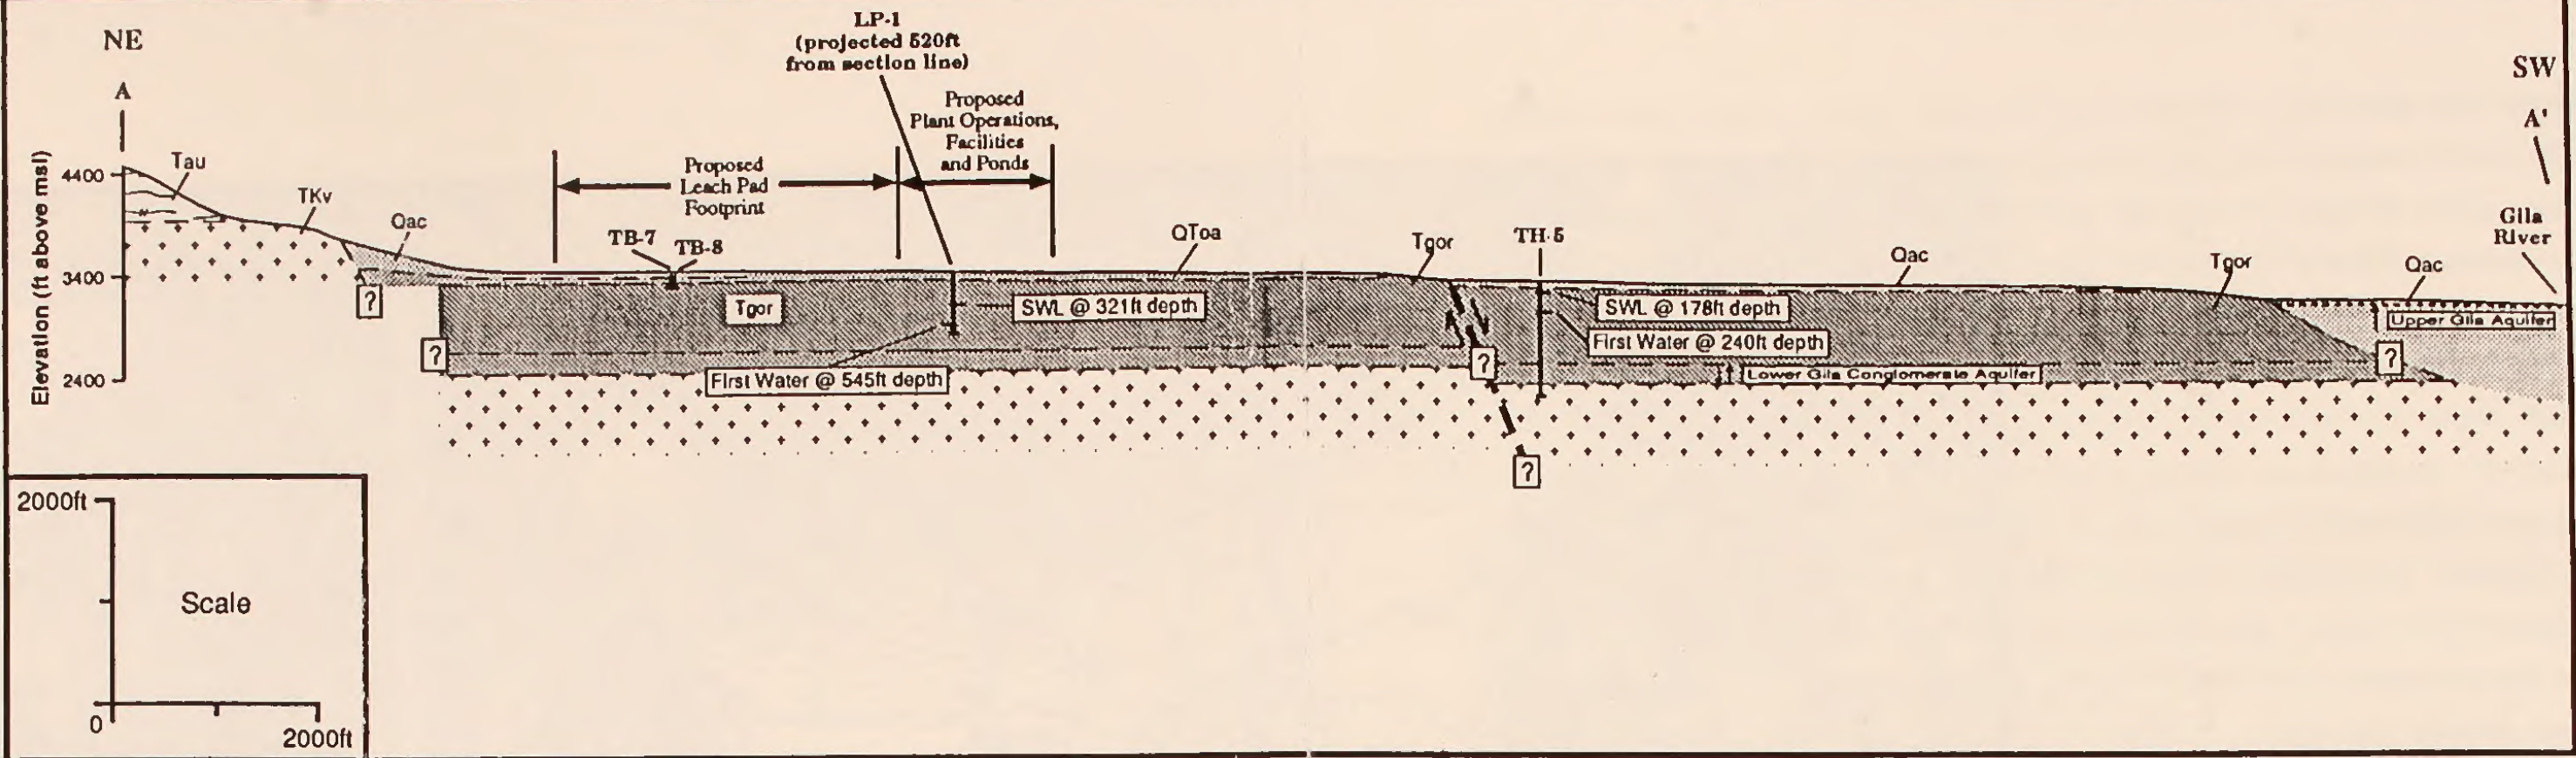 NE
A
LP-1
(projected 520ft
from section line)
Proposed
Plant Operations,
Facilities
and Ponds
Proposed
Leach Pad
Footprint
SW
A'
Gila
River
Elevation (ft above msl)
4400
3400
2400
Tau
TKv
Qac
TB-7
TB-8
QToa
Tgor
TH-5
Qac
Tgor
Qac
?
Tgor
SWL @ 321ft depth
SWL @ 178ft depth
Upper Gila Aquifer
First Water @ 240ft depth
?
?
?
First Water @ 545ft depth
Lower Gila Conglomerate Aquifer
?
2000ft
Scale
0
2000ft